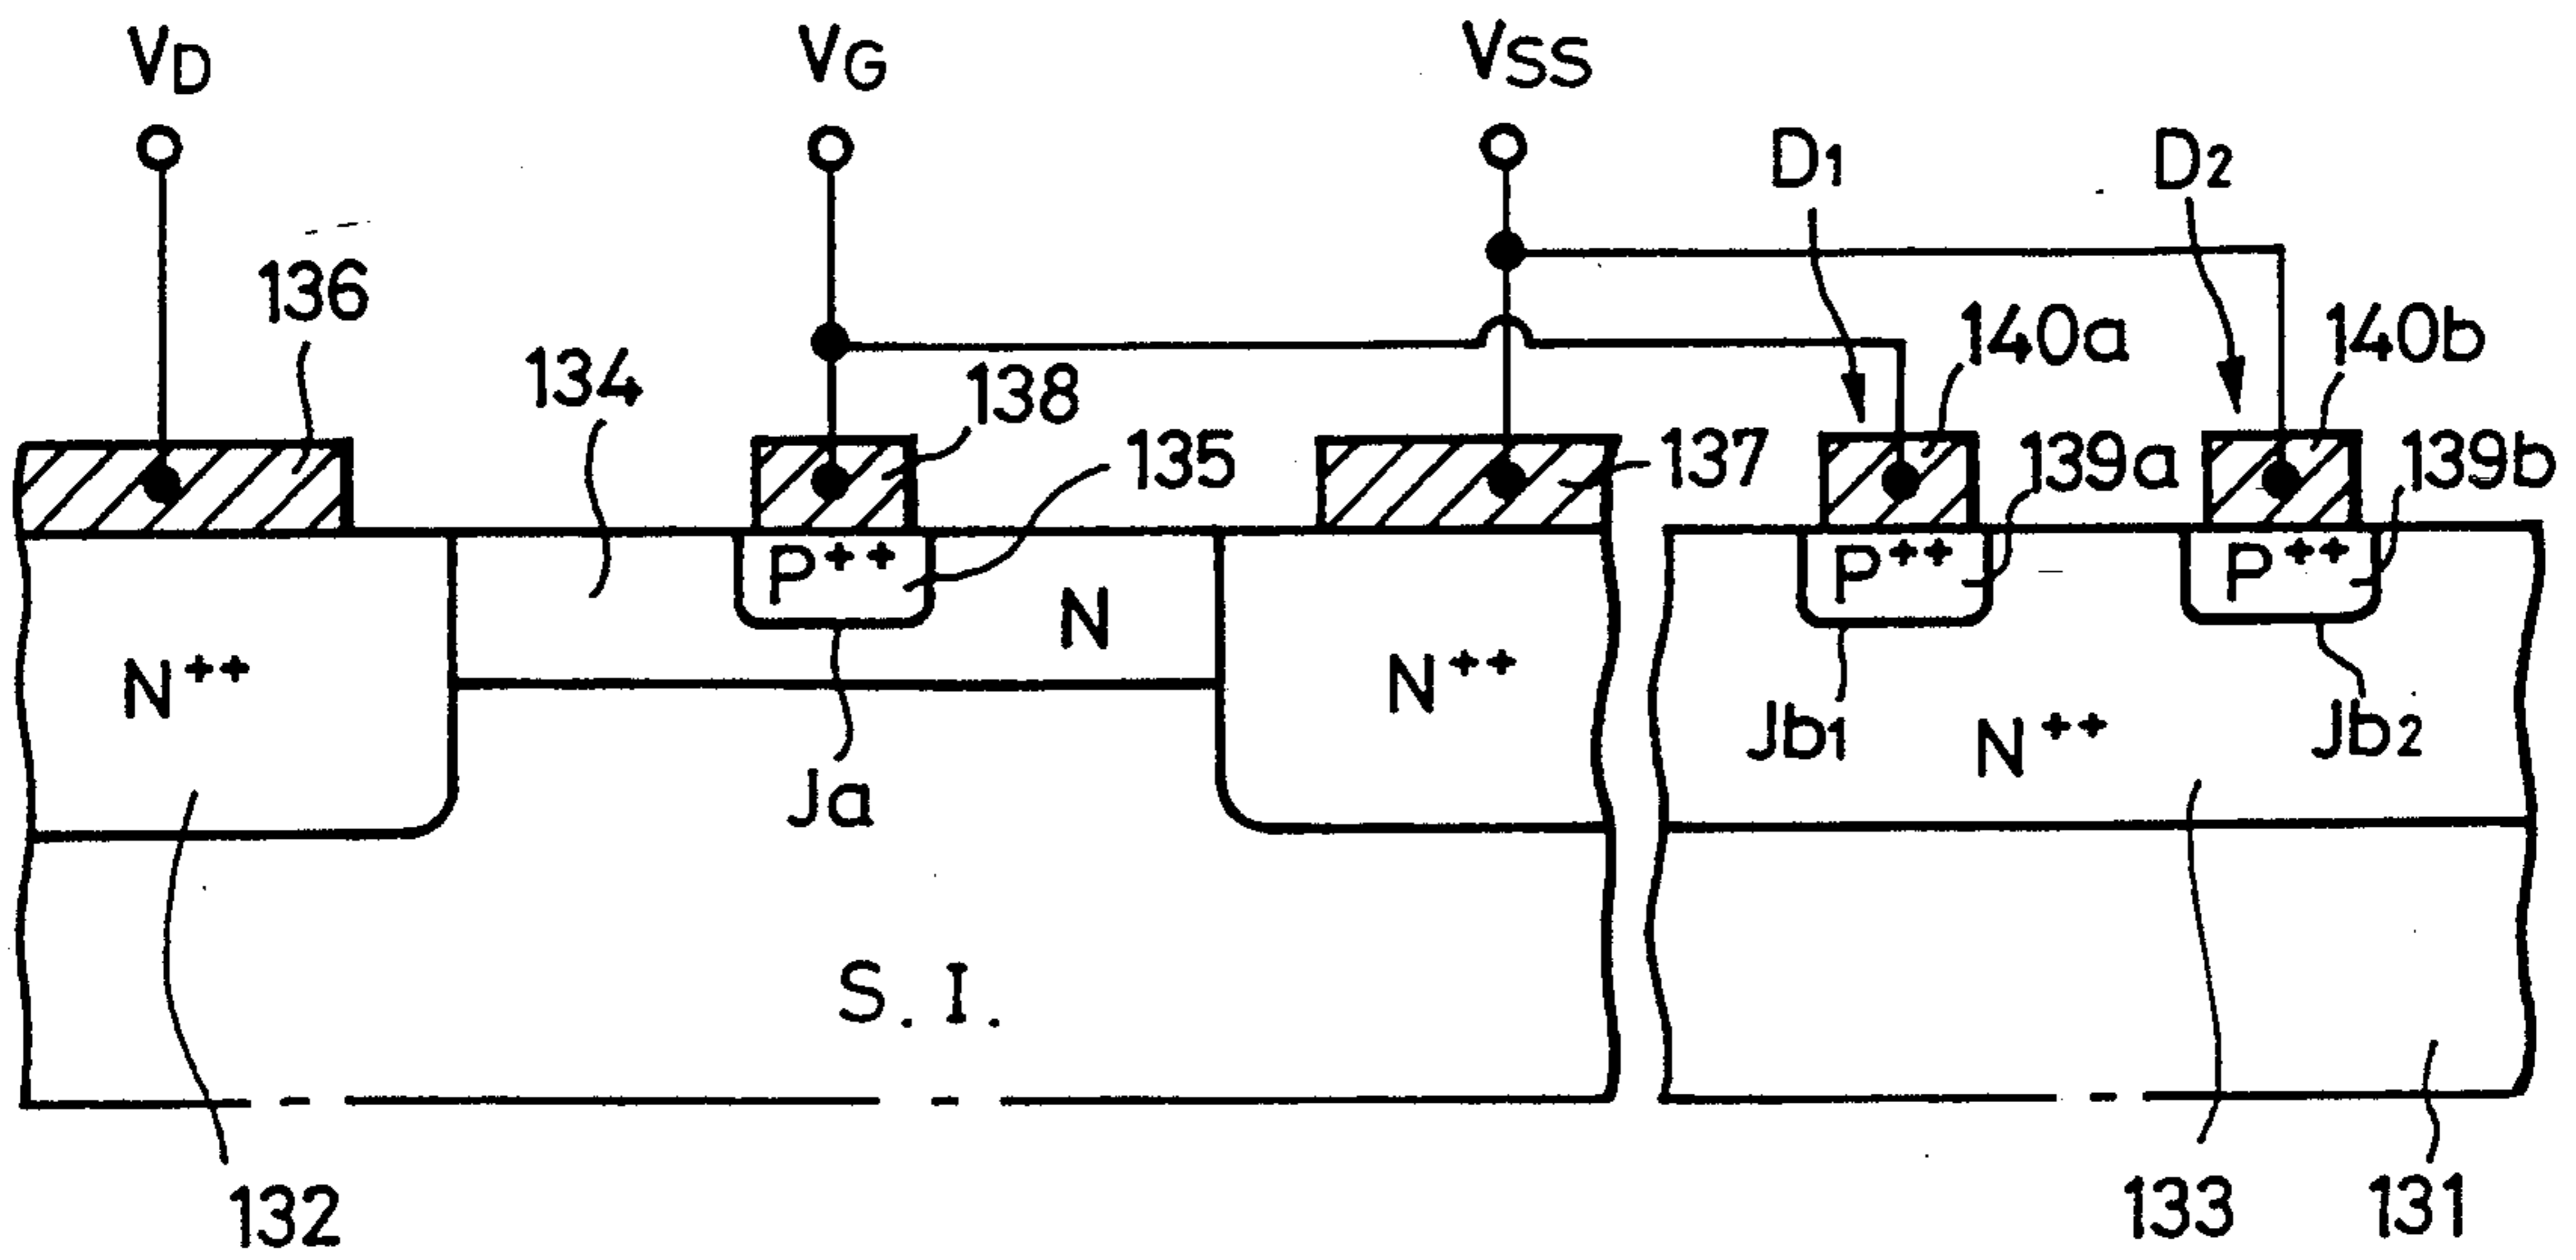 VD
VG
VSS
D1
D2
136
134
138
135
137
140a
139a
140b
139b
P++
P++
P++
N
N++
N++
N++
Jb1
Jb2
Ja
S. I.
132
133
131